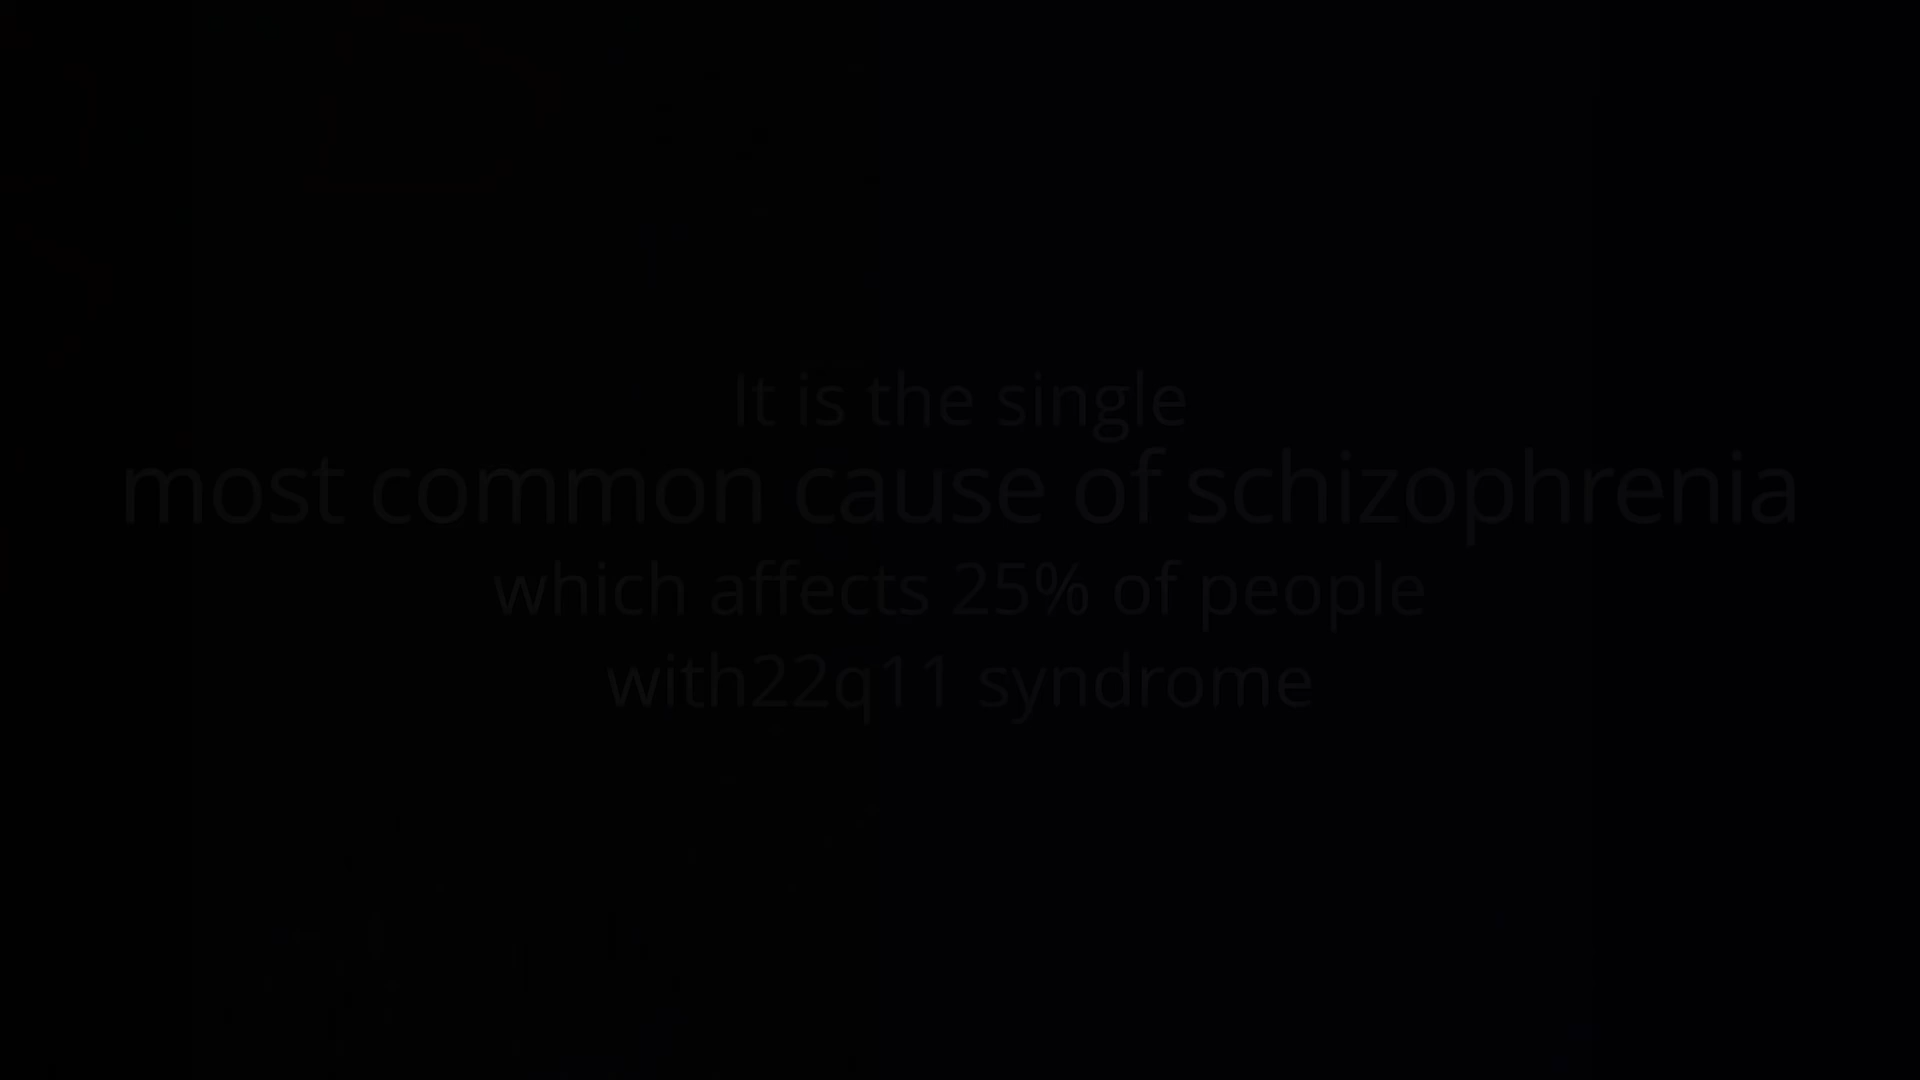 It is the single
most common cause of schizophrenia
which affects 25% of people
with22q11 syndrome